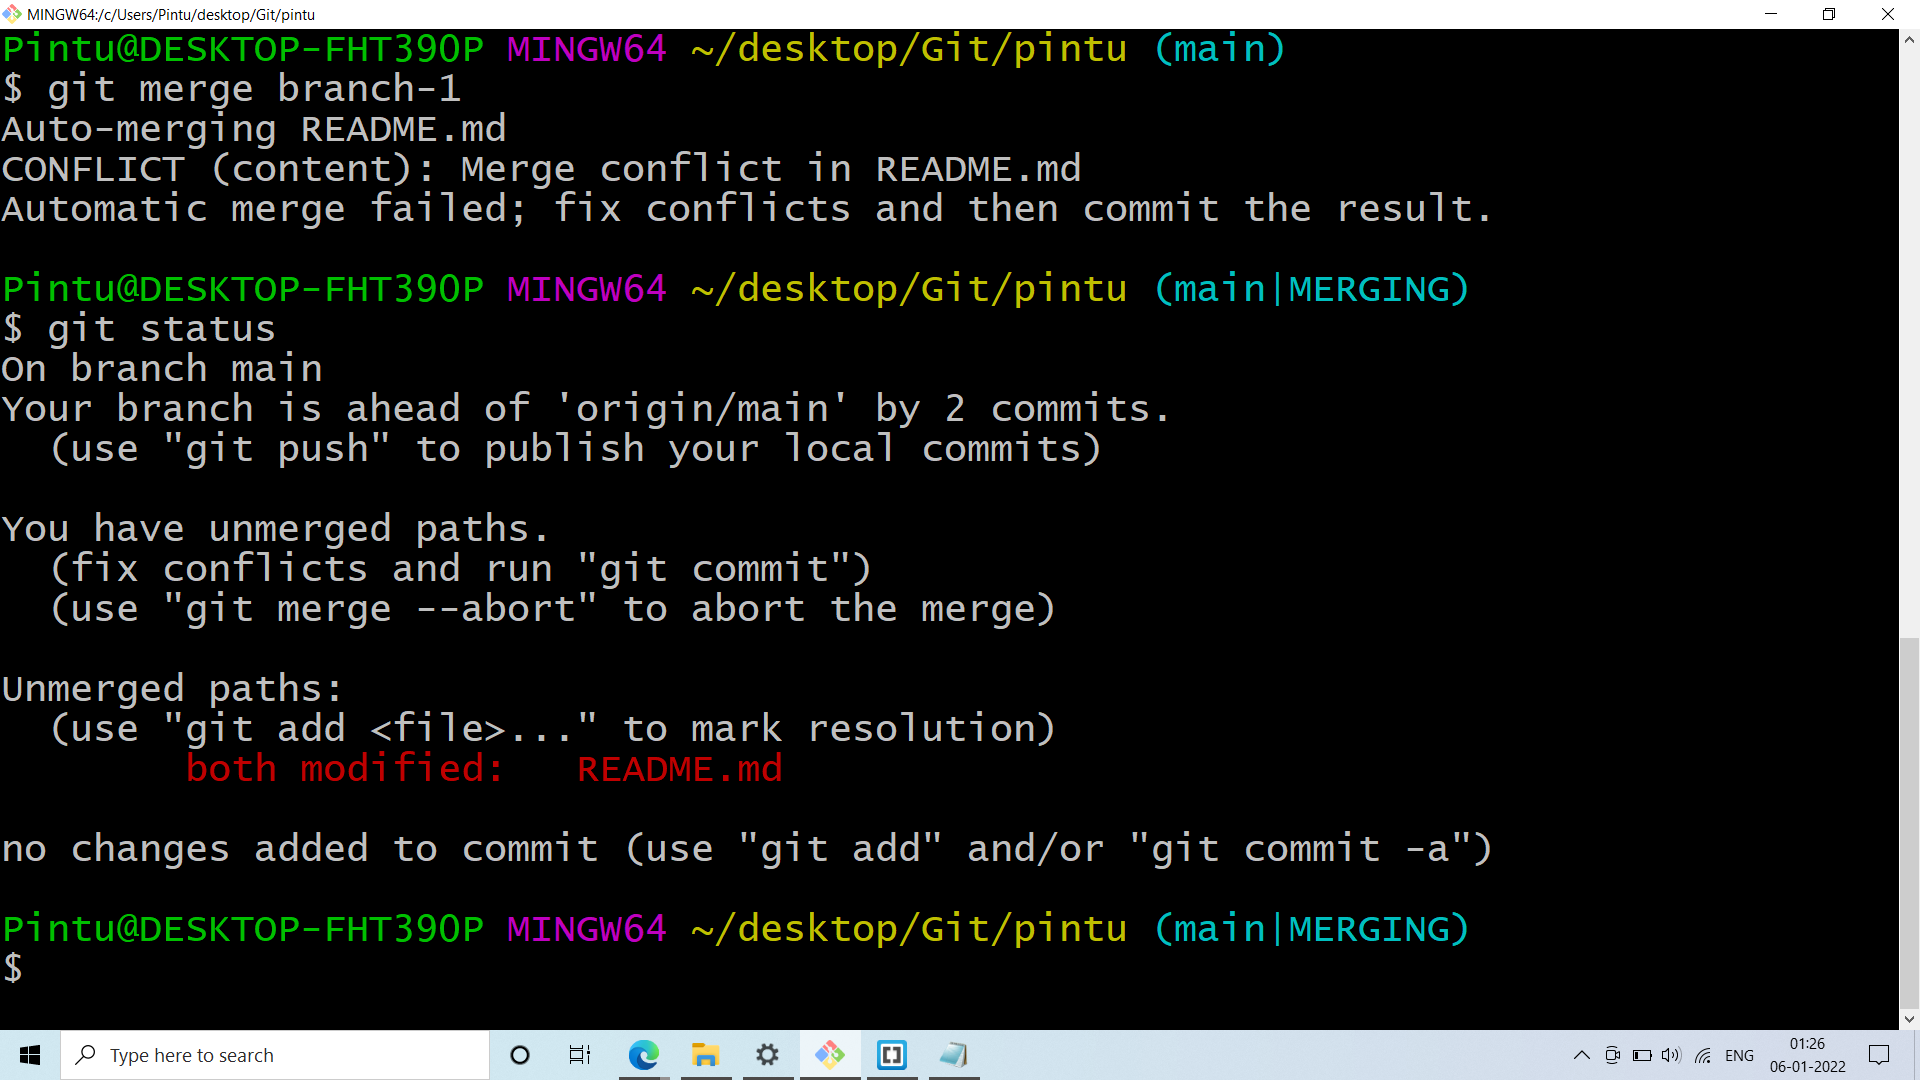 MINGW64:/c/Users/Pintu/desktop/Git/pintu
Pintu@DESKTOP-FHT39OP MINGW64 ~/desktop/Git/pintu (main)
$ git merge branch-1
Auto-merging README.md
CONFLICT (content): Merge conflict in README.md
Automatic merge failed; fix conflicts and then commit the result.
Pintu@DESKTOP-FHT39OP MINGW64 ~/desktop/Git/pintu (main|MERGING)
$ git status
On branch main
Your branch is ahead of 'origin/main' by 2 commits.
  (use "git push" to publish your local commits)
You have unmerged paths.
  (fix conflicts and run "git commit")
  (use "git merge --abort" to abort the merge)
Unmerged paths:
  (use "git add <file>..." to mark resolution)
        both modified:   README.md
no changes added to commit (use "git add" and/or "git commit -a")
Pintu@DESKTOP-FHT39OP MINGW64 ~/desktop/Git/pintu (main|MERGING)
$
Type here to search
ENG
01:26
06-01-2022